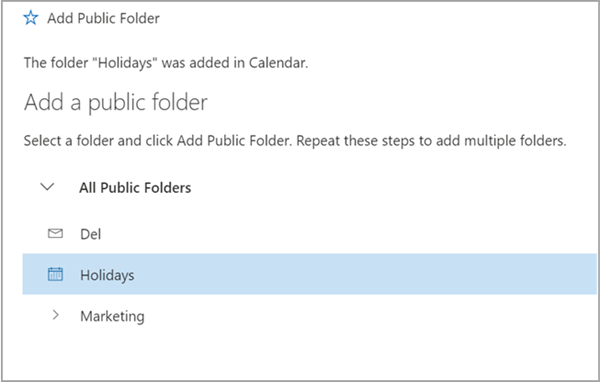 Add Public Folder
The folder "Holidays" was added in Calendar.
Add a public folder
Select a folder and click Add Public Folder. Repeat these steps to add multiple folders.
All Public Folders
Del
Holidays
Marketing